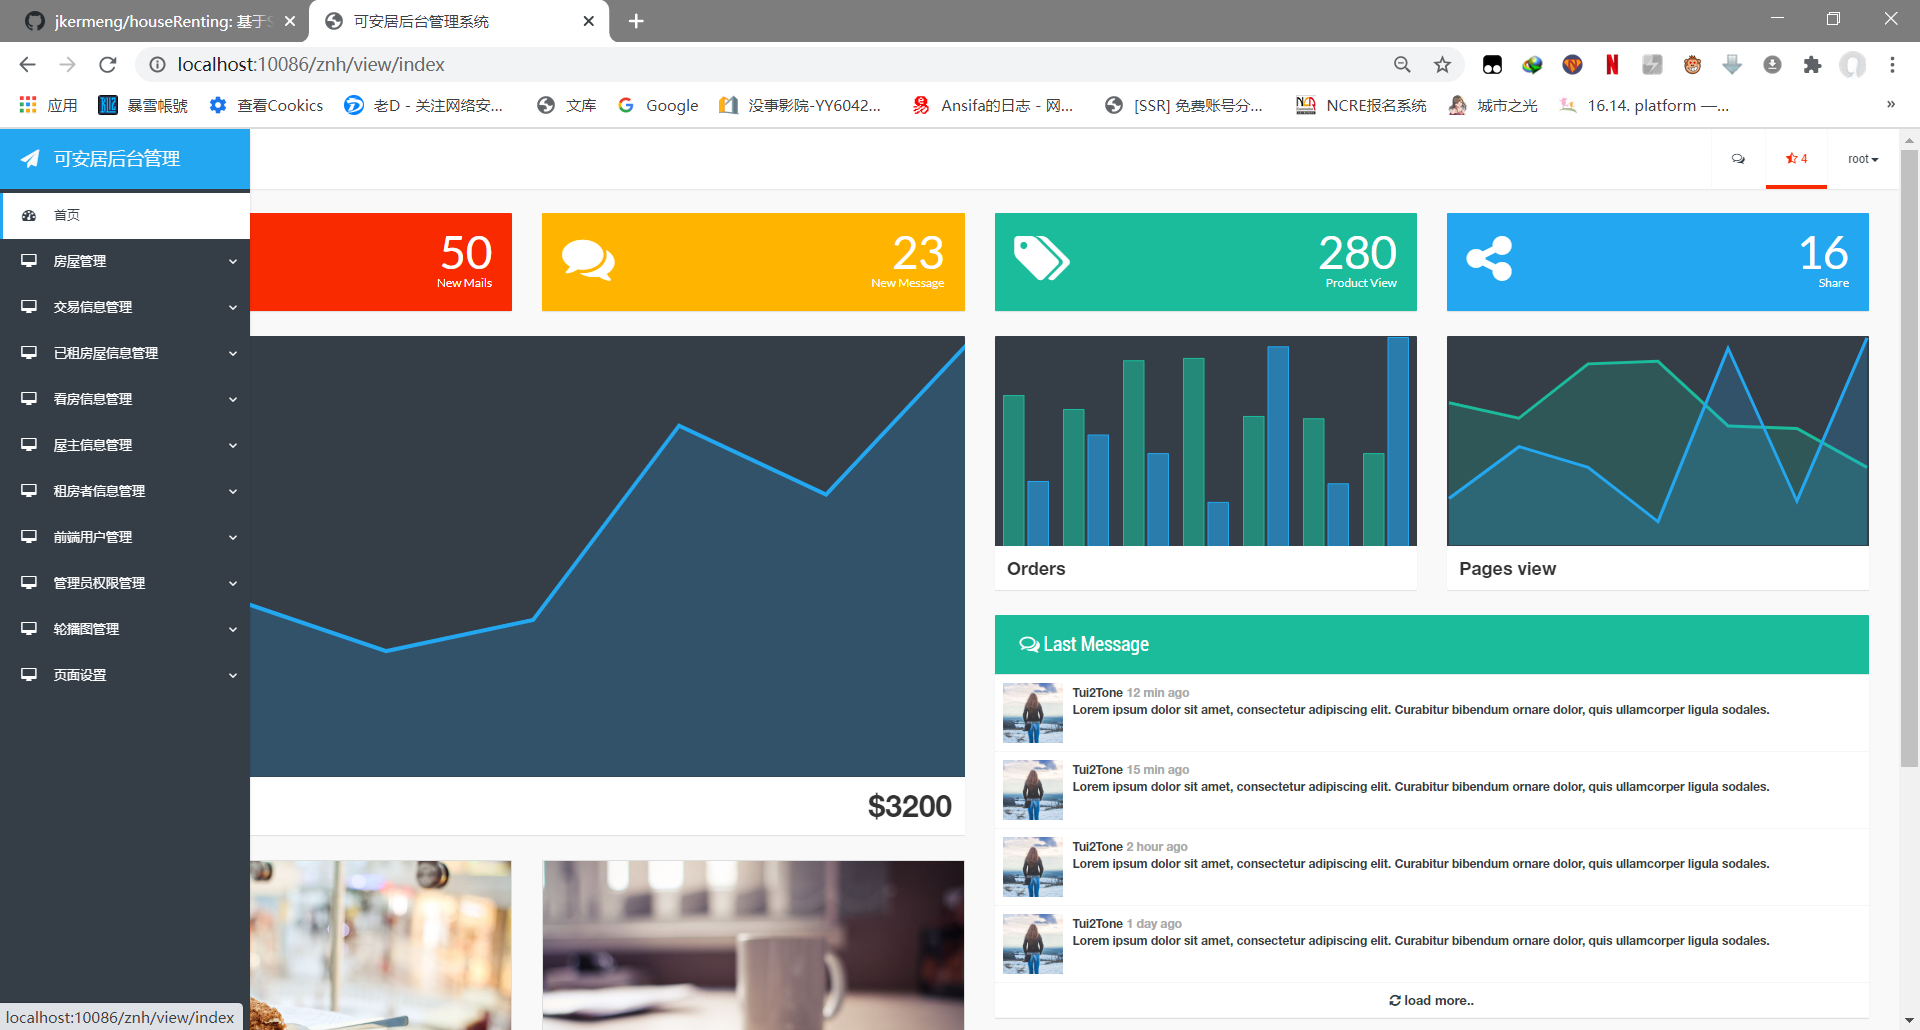 jkermeng/houseRenting: 基于S
可安居后台管理系统
localhost:10086/znh/view/index
应用
暴雪帳號
查看Cookics
老D - 关注网络安...
文库
Google
没事影院-YY6042...
Ansifa的日志 - 网...
[SSR] 免费账号分...
NCRE报名系统
城市之光
16.14. platform —...
»
可安居后台管理
4
root
首页
房屋管理
交易信息管理
已租房屋信息管理
看房信息管理
屋主信息管理
租房者信息管理
前端用户管理
管理员权限管理
轮播图管理
页面设置
50
New Mails
23
New Message
280
Product View
16
Share
$3200
Orders
Pages view
Last Message
Tui2Tone 12 min ago
Lorem ipsum dolor sit amet, consectetur adipiscing elit. Curabitur bibendum ornare dolor, quis ullamcorper ligula sodales.
Tui2Tone 15 min ago
Lorem ipsum dolor sit amet, consectetur adipiscing elit. Curabitur bibendum ornare dolor, quis ullamcorper ligula sodales.
Tui2Tone 2 hour ago
Lorem ipsum dolor sit amet, consectetur adipiscing elit. Curabitur bibendum ornare dolor, quis ullamcorper ligula sodales.
Tui2Tone 1 day ago
Lorem ipsum dolor sit amet, consectetur adipiscing elit. Curabitur bibendum ornare dolor, quis ullamcorper ligula sodales.
load more..
localhost:10086/znh/view/index